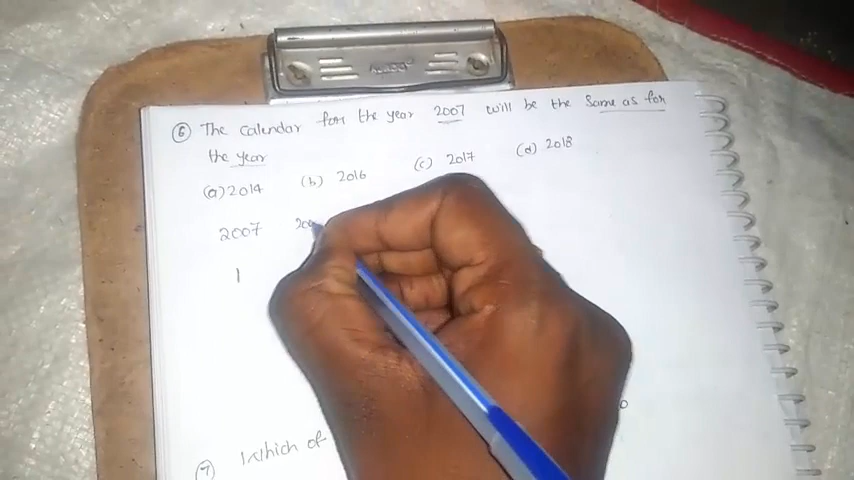 ⑥ The Calendar for the year 2007 will be the Same as for
the year
(a) 2014 (b) 2016 (c) 2017 (d) 2018
2007 200
1
⑦ Which of